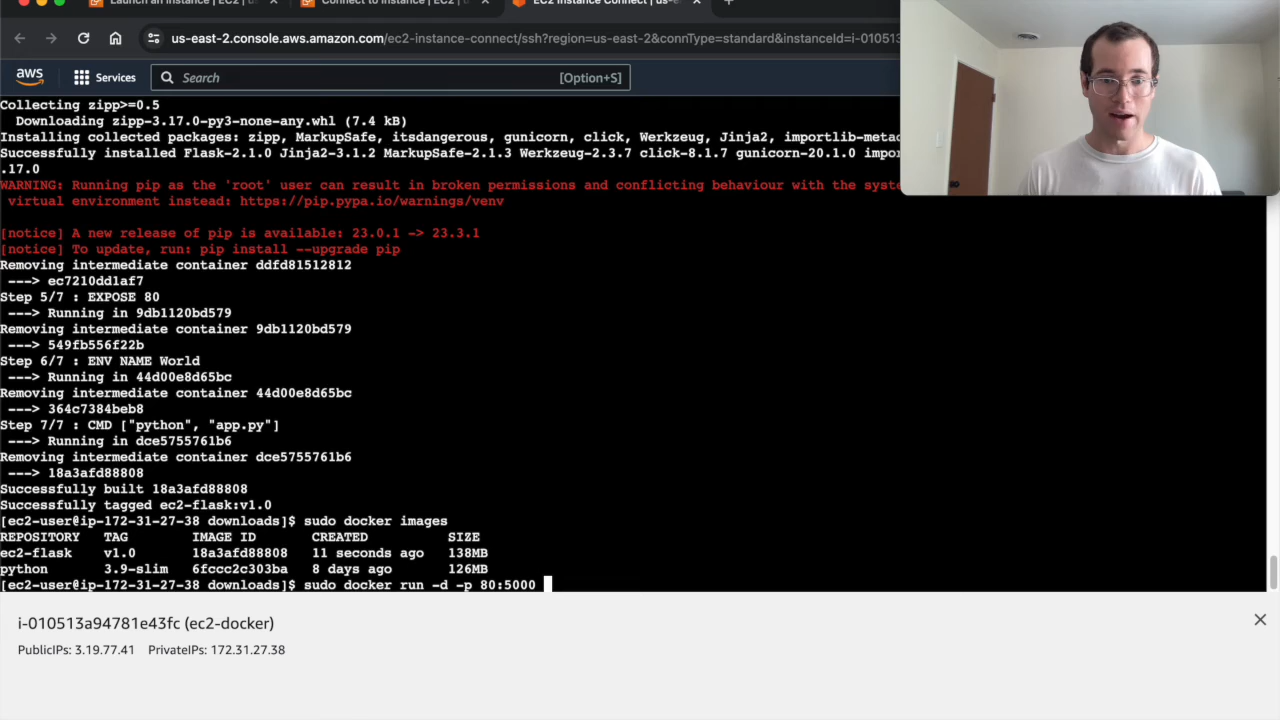 Launch an instance | EC2 | us
Connect to instance | EC2 | u
EC2 Instance Connect | us-e
us-east-2.console.aws.amazon.com/ec2-instance-connect/ssh?region=us-east-2&connType=standard&instanceId=i-010513
aws Services Search [Option+S]
Collecting zipp>=0.5
Downloading zipp-3.17.0-py3-none-any.whl (7.4 kB)
Installing collected packages: zipp, MarkupSafe, itsdangerous, gunicorn, click, Werkzeug, Jinja2, importlib-meta
Successfully installed Flask-2.1.0 Jinja2-3.1.2 MarkupSafe-2.1.3 Werkzeug-2.3.7 click-8.1.7 gunicorn-20.1.0 impo
.17.0
WARNING: Running pip as the 'root' user can result in broken permissions and conflicting behaviour with the syste
virtual environment instead: https://pip.pypa.io/warnings/venv
[notice] A new release of pip is available: 23.0.1 -> 23.3.1
[notice] To update, run: pip install --upgrade pip
Removing intermediate container ddfd81512812
---> ec7210dd1af7
Step 5/7 : EXPOSE 80
---> Running in 9db1120bd579
Removing intermediate container 9db1120bd579
---> 549fb556f22b
Step 6/7 : ENV NAME World
---> Running in 44d00e8d65bc
Removing intermediate container 44d00e8d65bc
---> 364c7384beb8
Step 7/7 : CMD ["python", "app.py"]
---> Running in dce5755761b6
Removing intermediate container dce5755761b6
---> 18a3afd88808
Successfully built 18a3afd88808
Successfully tagged ec2-flask:v1.0
[ec2-user@ip-172-31-27-38 downloads]$ sudo docker images
REPOSITORY TAG IMAGE ID CREATED SIZE
ec2-flask v1.0 18a3afd88808 11 seconds ago 138MB
python 3.9-slim 6fccc2c303ba 8 days ago 126MB
[ec2-user@ip-172-31-27-38 downloads]$ sudo docker run -d -p 80:5000
i-010513a94781e43fc (ec2-docker)
PublicIPs: 3.19.77.41 PrivateIPs: 172.31.27.38